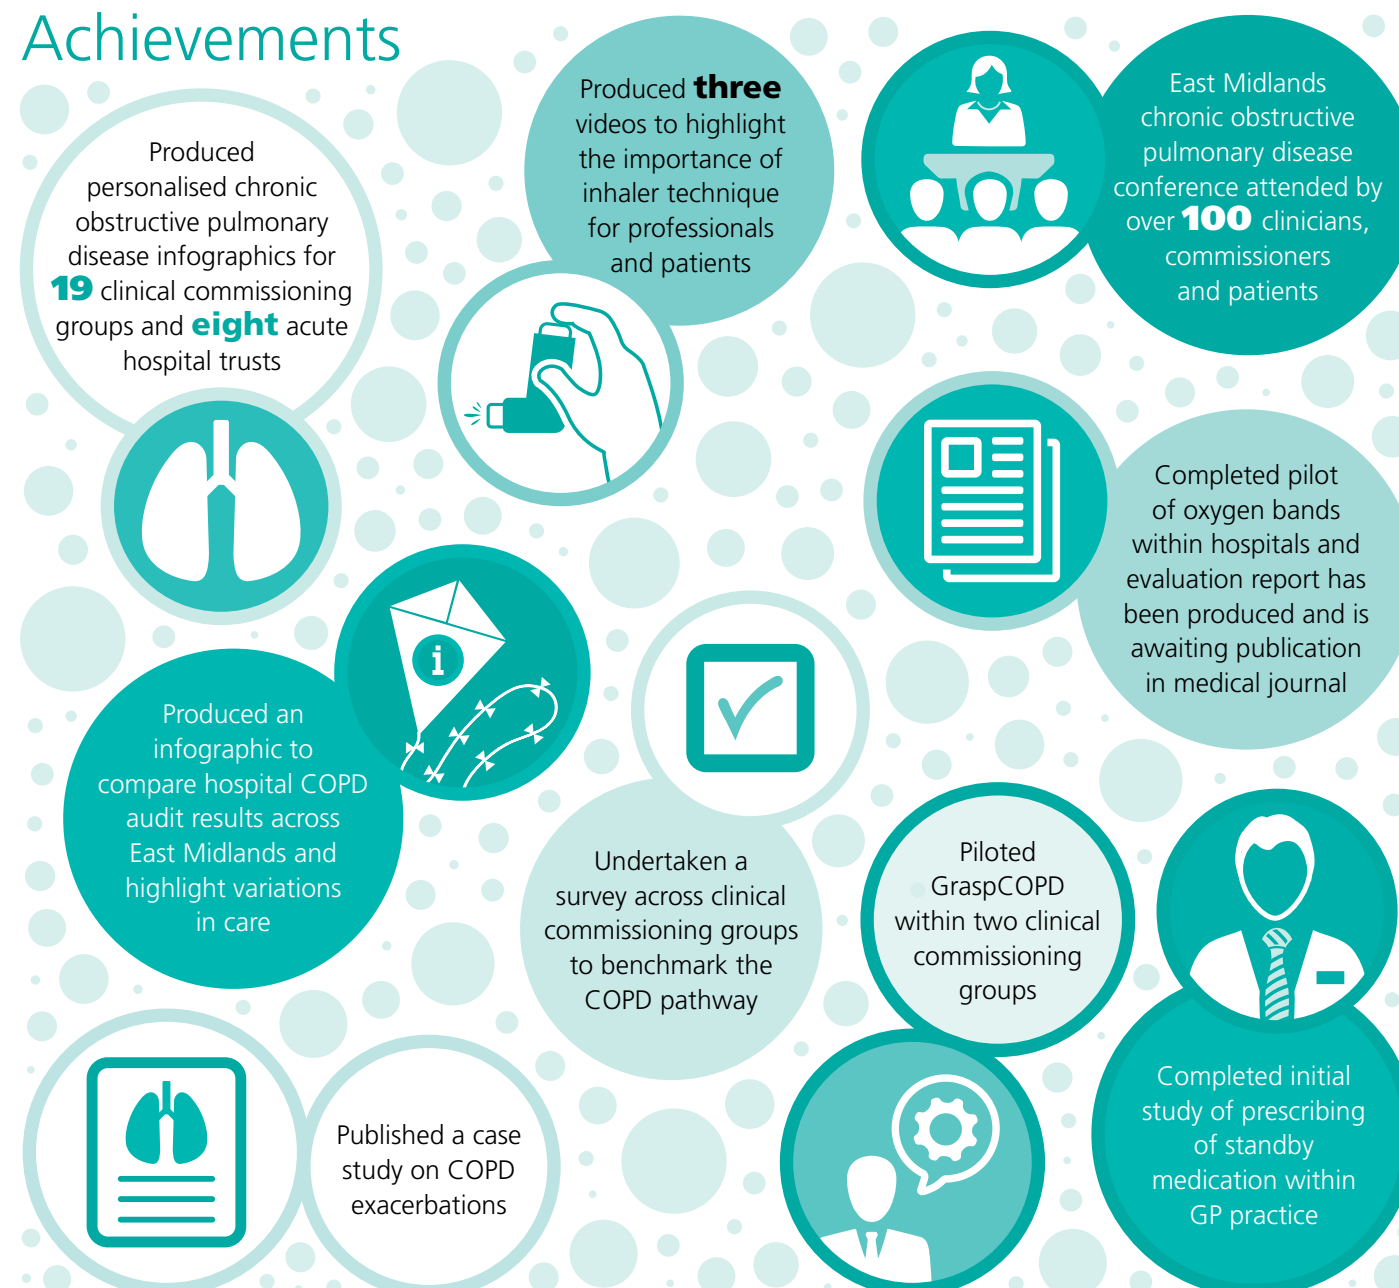 Achievements
Produced
personalised chronic
obstructive pulmonary
disease infographics for
19 clinical commissioning
groups and eight acute
hospital trusts
Produced three
videos to highlight
the importance of
inhaler technique
for professionals
and patients
East Midlands
chronic obstructive
pulmonary disease
conference attended by
over 100 clinicians,
commissioners
and patients
Completed pilot
of oxygen bands
within hospitals and
evaluation report has
been produced and is
awaiting publication
in medical journal
i
Produced an
infographic to
compare hospital COPD
audit results across
East Midlands and
highlight variations
in care
Undertaken a
survey across clinical
commissioning groups
to benchmark the
COPD pathway
Piloted
GraspCOPD
within two clinical
commissioning
groups
Published a case
study on COPD
exacerbations
Completed initial
study of prescribing
of standby
medication within
GP practice